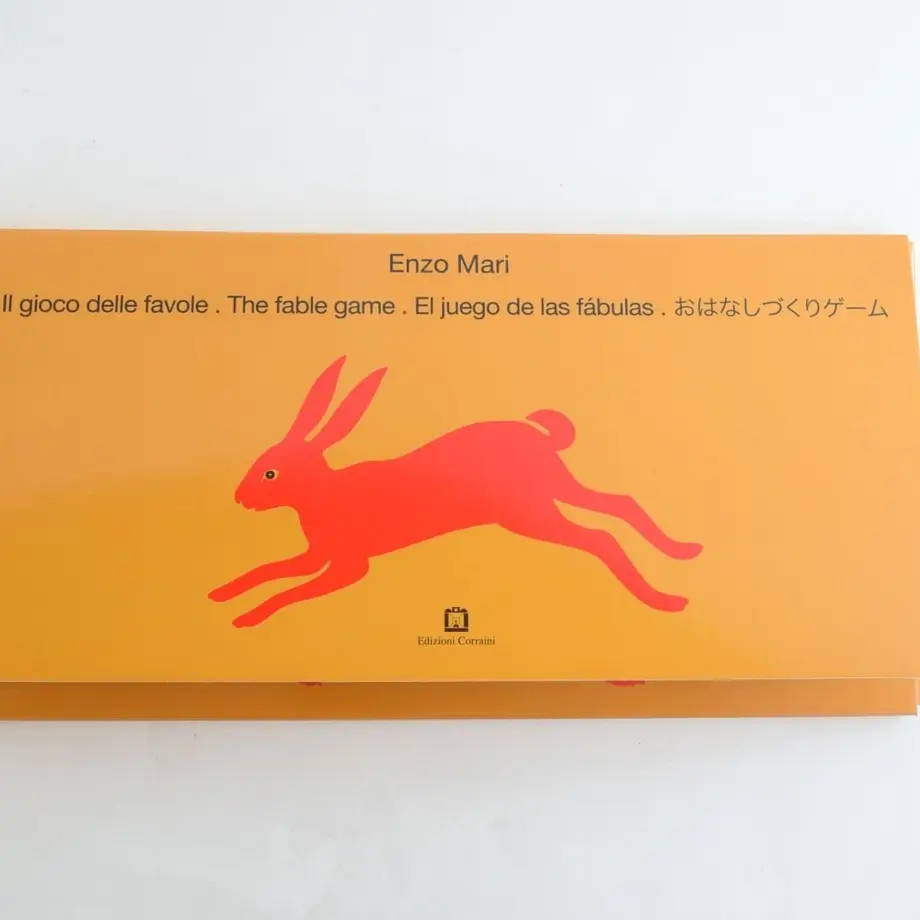 Enzo Mari
Il gioco delle favole . The fable game . El juego de las fábulas . おはなしづくりゲーム
Edizioni Corraini